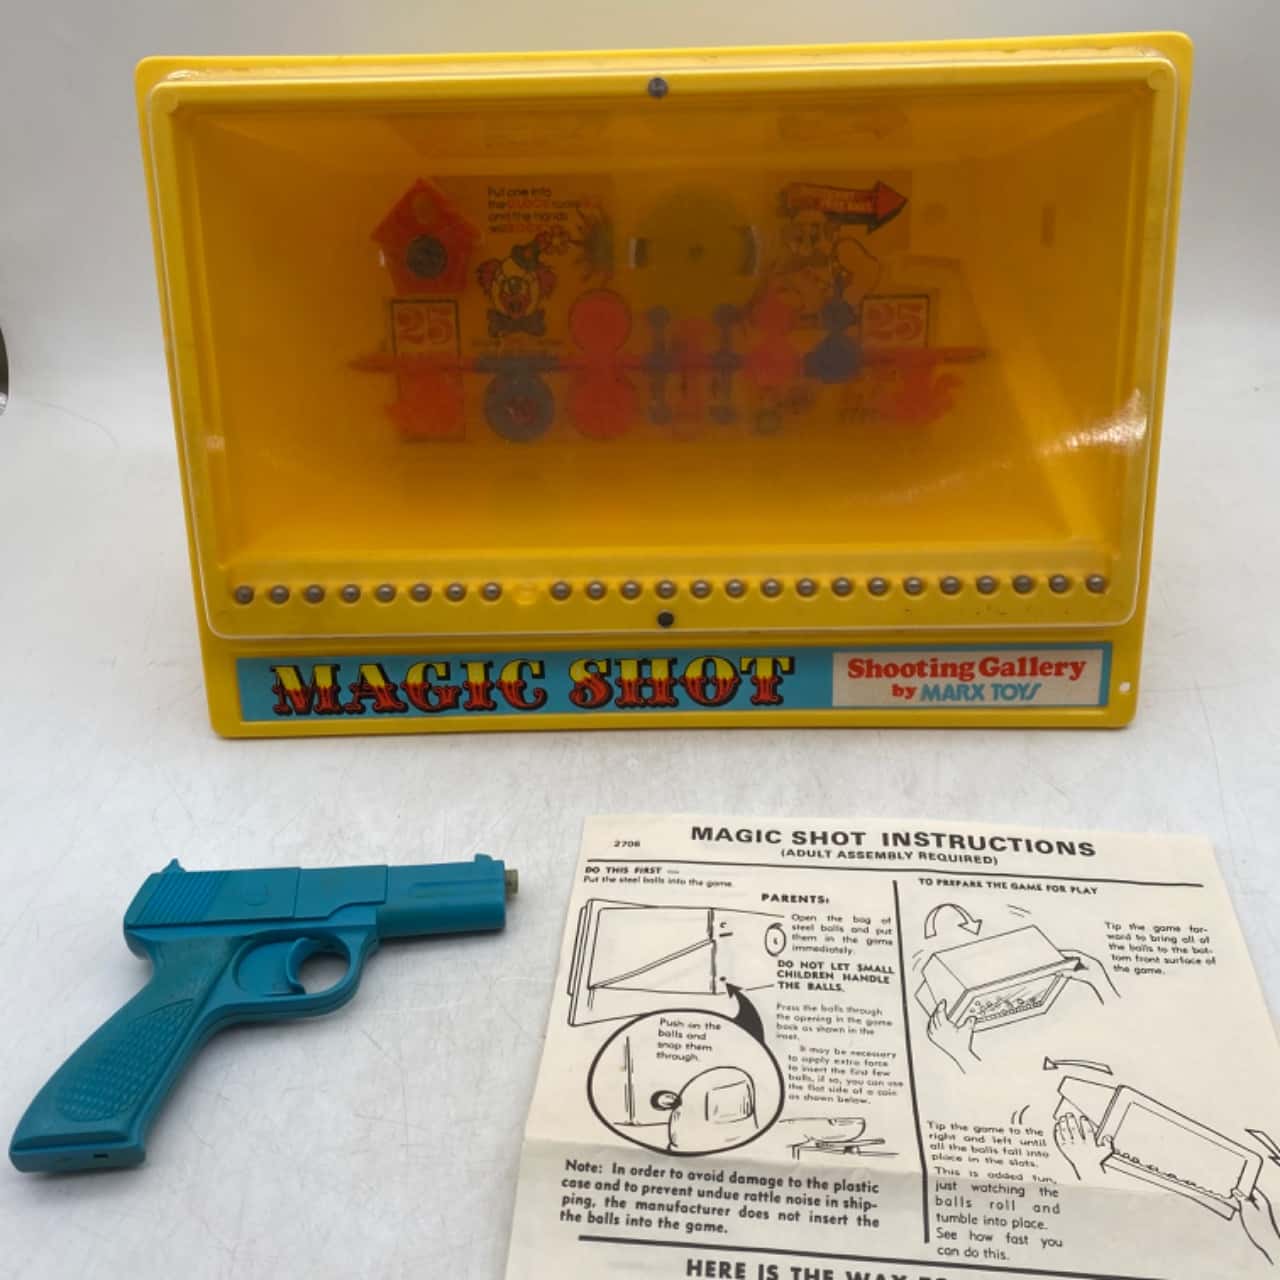 Put one into
the
and the hands
will
25
25
MAGIC SHOT
Shooting Gallery
by MARX TOYS
2706
MAGIC SHOT INSTRUCTIONS
(ADULT ASSEMBLY REQUIRED)
DO THIS FIRST —
Put the steel balls into the game.
PARENTS:
Open the bag of
steel balls and put
them in the game
immediately.
DO NOT LET SMALL
CHILDREN HANDLE
THE BALLS.
Press the balls through
the opening in the game
back as shown in the
inset.
It may be necessary
to apply extra force
to insert the first few
balls, if so, you can use
the flat side of a coin
as shown below.
Push on the
balls and
snap them
through.
Note: In order to avoid damage to the plastic
case and to prevent undue rattle noise in ship-
ping, the manufacturer does not insert the
the balls into the game.
TO PREPARE THE GAME FOR PLAY
Tip the game for-
ward to bring all of
the balls to the bot-
tom front surface of
the game.
Tip the game to the
right and left until
all the balls fall into
place in the slots.
This is added fun,
just watching the
balls roll and
tumble into place.
See how fast you
can do this.
HERE IS THE WAY